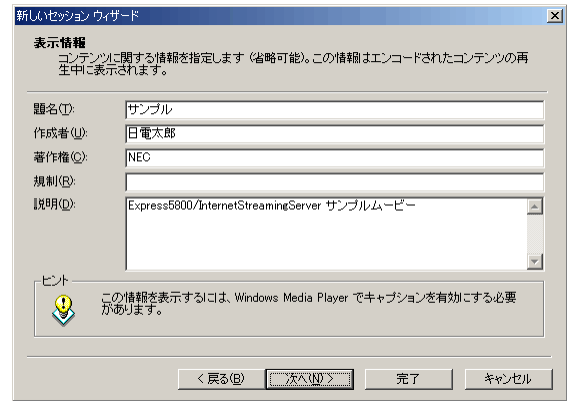 新しいセッション ウィザード
表示情報
コンテンツに関する情報を指定します (省略可能)。この情報はエンコードされたコンテンツの再
生中に表示されます。
題名(T):
サンプル
作成者(U):
日電太郎
著作権(C):
NEC
規制(R):
説明(D):
Express5800/InternetStreamingServer サンプルムービー
ヒント
この情報を表示するには、Windows Media Player でキャプションを有効にする必要
があります。
< 戻る(B)
次へ(N) >
完了
キャンセル